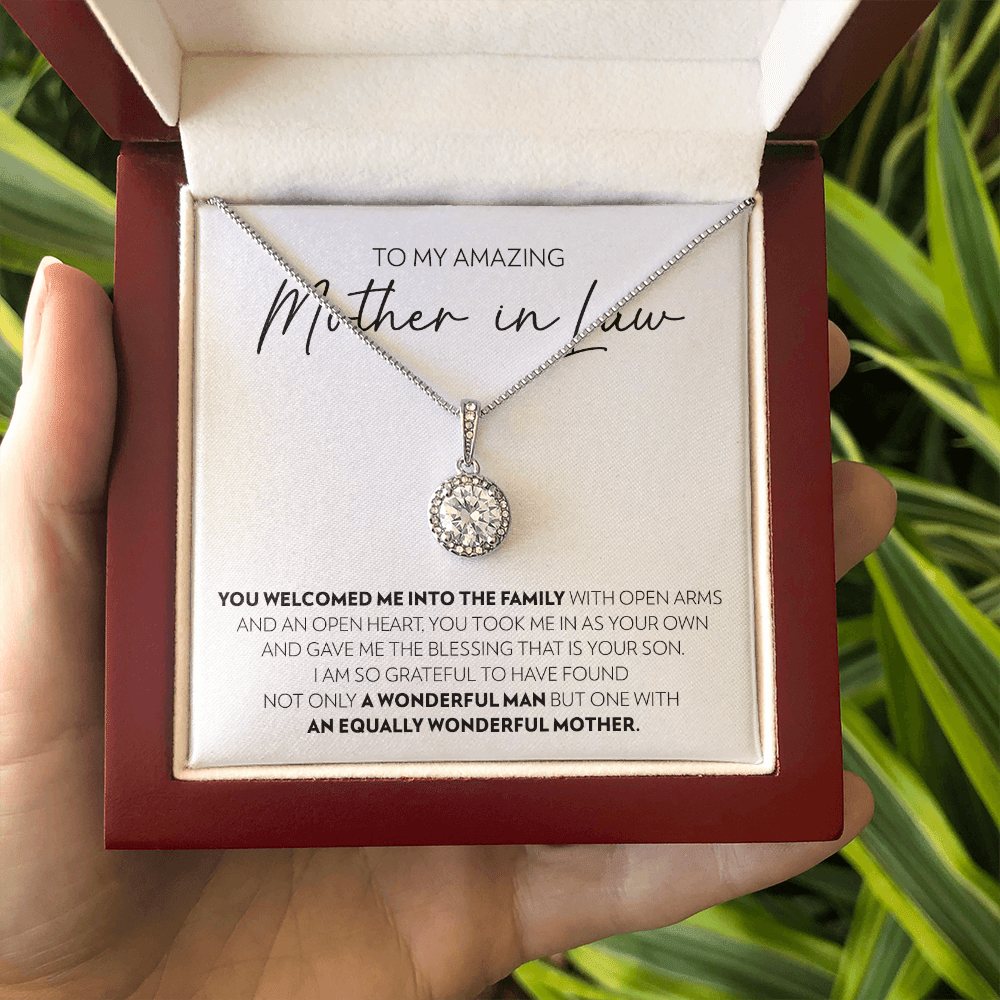 TO MY AMAZING
Mother in Law
YOU WELCOMED ME INTO THE FAMILY WITH OPEN ARMS
AND AN OPEN HEART. YOU TOOK ME IN AS YOUR OWN
AND GAVE ME THE BLESSING THAT IS YOUR SON.
I AM SO GRATEFUL TO HAVE FOUND
NOT ONLY A WONDERFUL MAN BUT ONE WITH
AN EQUALLY WONDERFUL MOTHER.